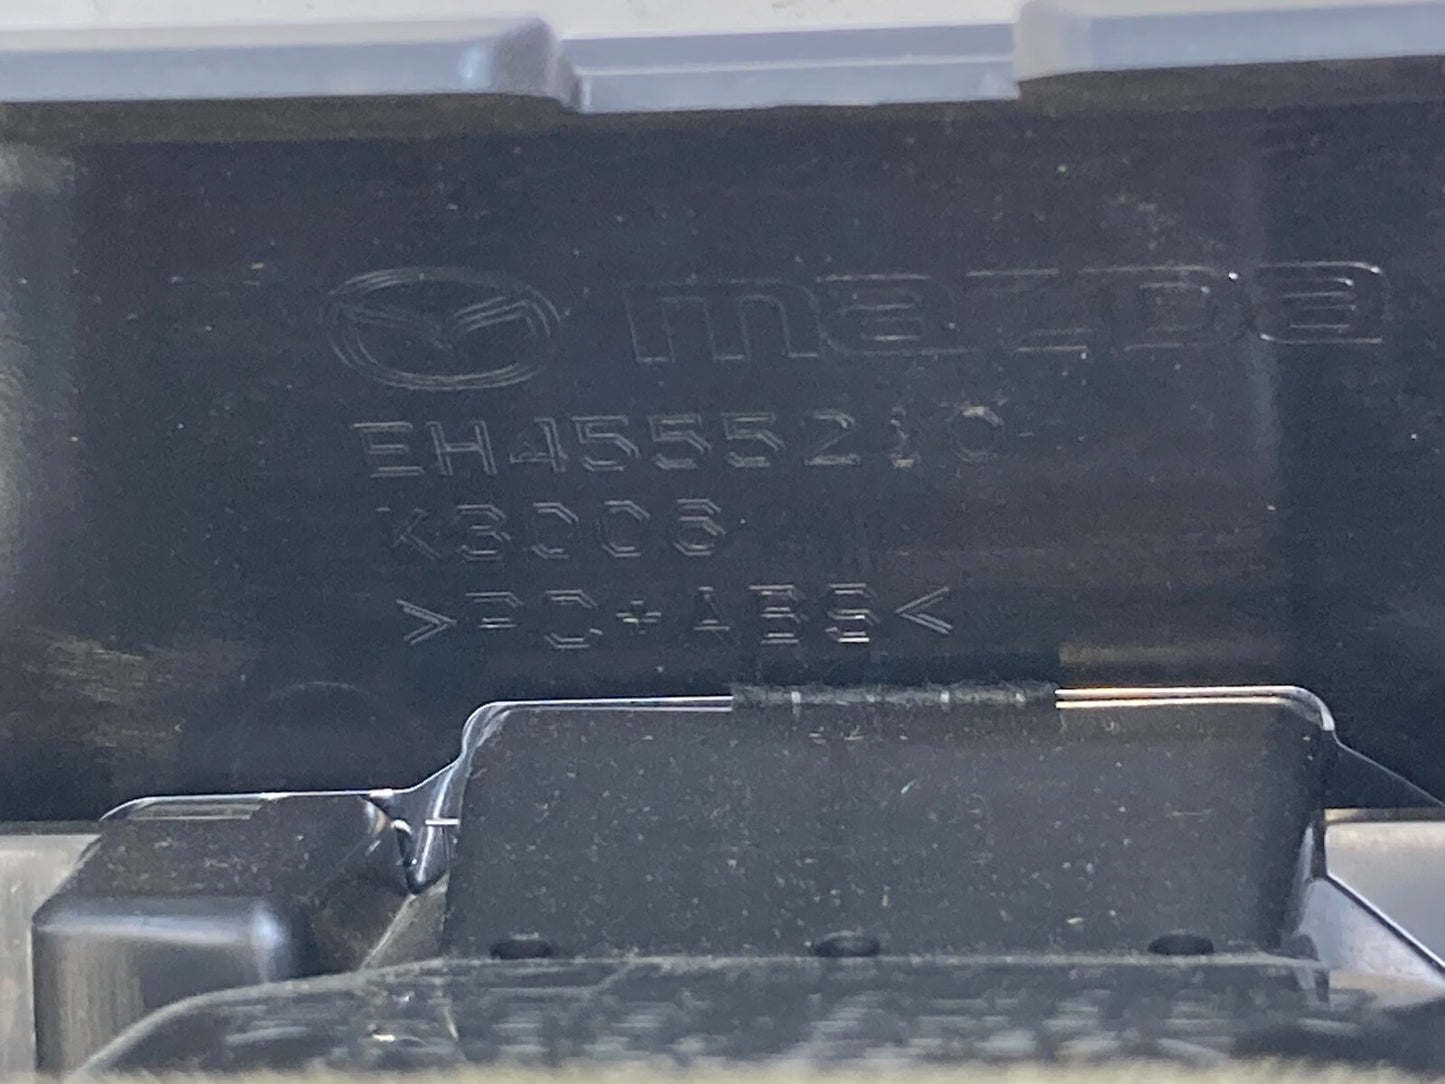 mazda
EH4555210
K3006
>PC+ABS<